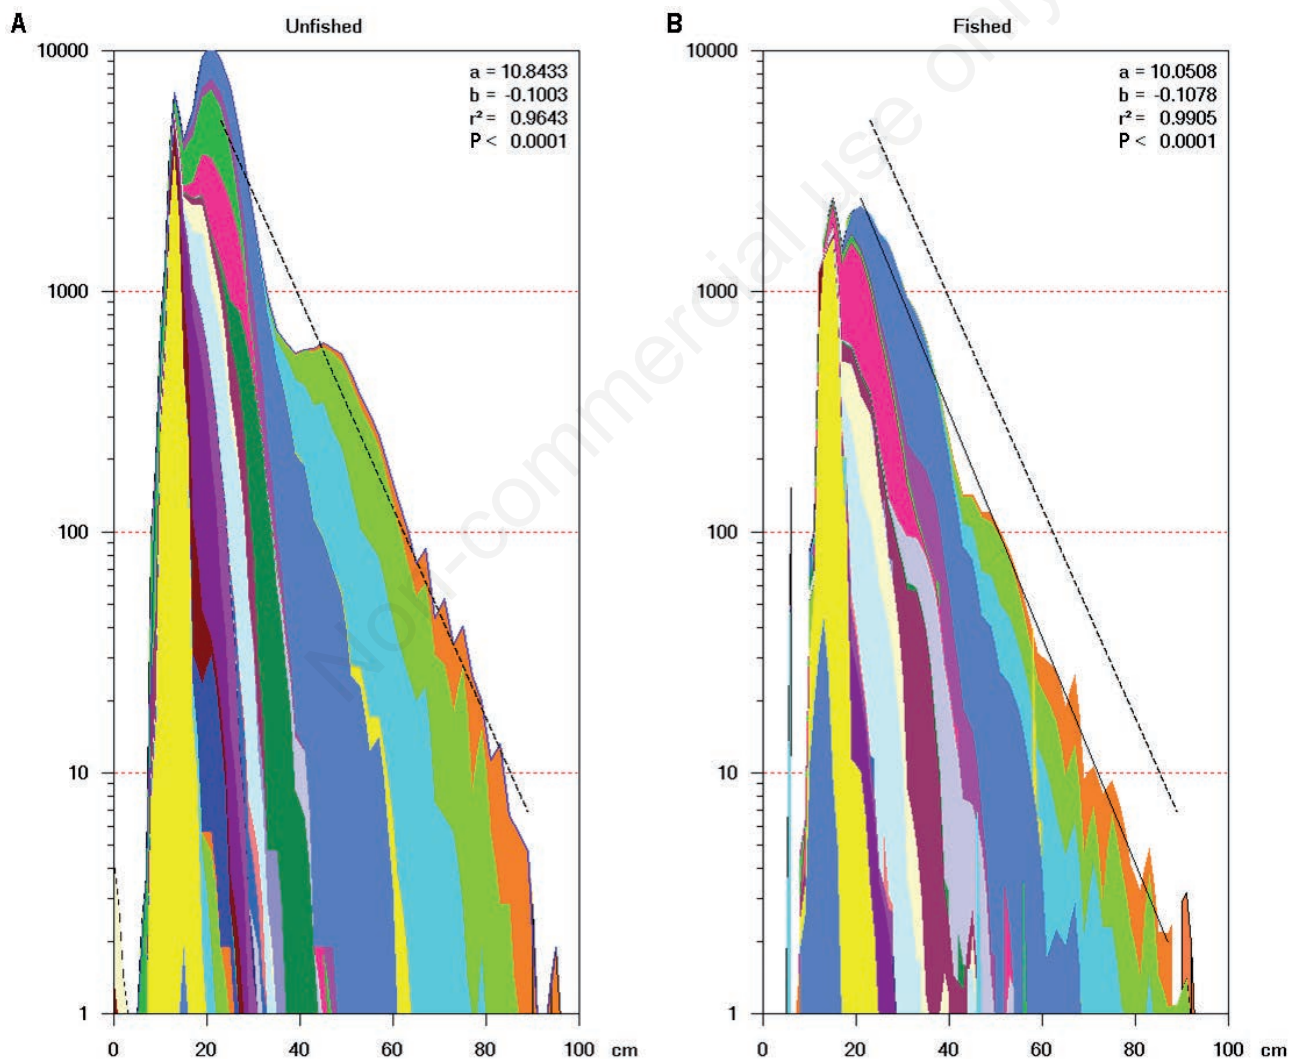 A
Unfished
10000
1000
100
10
1
a = 10.8433
b = -0.1003
r² = 0.9643
P < 0.0001
0 20 40 60 80 100 cm
B
Fished
10000
1000
100
10
1
a = 10.0508
b = -0.1078
r² = 0.9905
P < 0.0001
0 20 40 60 80 100 cm
Non-commercial use only